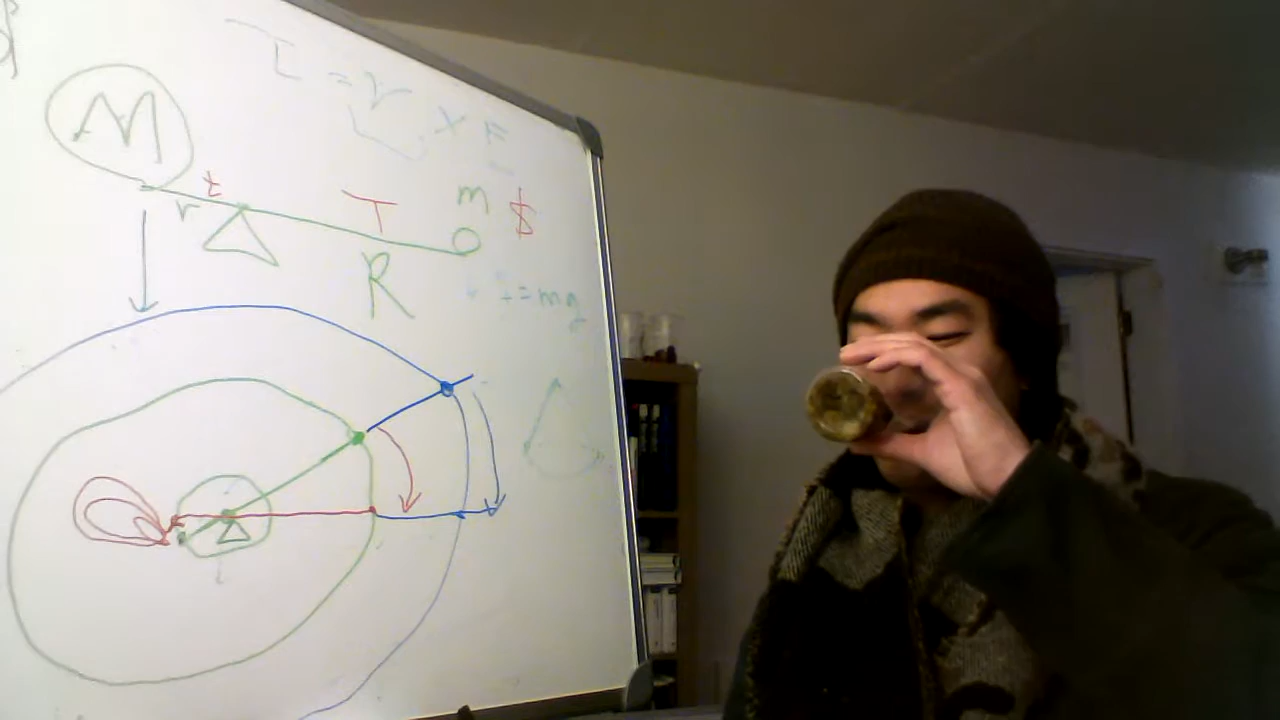 τ = r × F
M
t
T
m $
r
R
F = mg